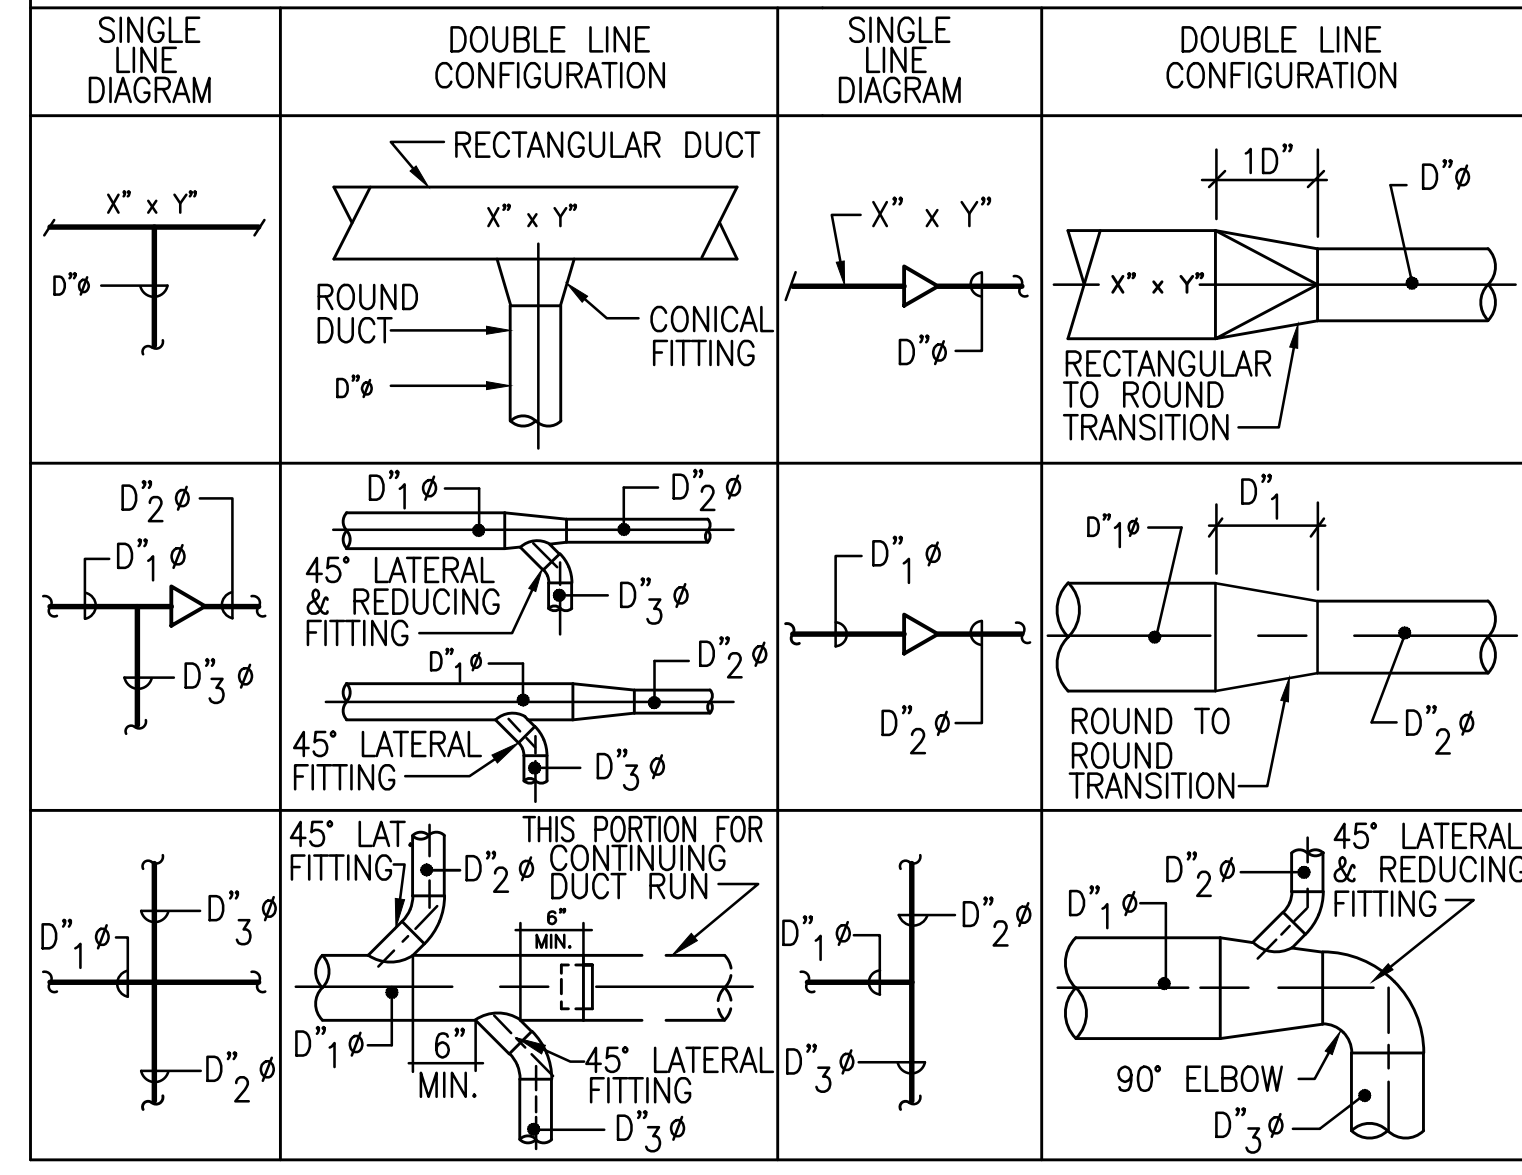 SINGLE
LINE
DIAGRAM
DOUBLE LINE
CONFIGURATION
SINGLE
LINE
DIAGRAM
DOUBLE LINE
CONFIGURATION
X" x Y"
D"ø
RECTANGULAR DUCT
X" x Y"
ROUND
DUCT
CONICAL
FITTING
D"ø
X" x Y"
D"ø
1D"
D"ø
X" x Y"
RECTANGULAR
TO ROUND
TRANSITION
D"2 ø
D"1 ø
D"3 ø
D"1 ø
D"2 ø
45° LATERAL
& REDUCING
FITTING
D"3 ø
D"1 ø
D"2 ø
45° LATERAL
FITTING
D"3 ø
D"1 ø
D"2 ø
D"1
D"1 ø
D"2 ø
ROUND TO
ROUND
TRANSITION
D"3 ø
D"1 ø
D"2 ø
45° LAT.
FITTING
D"2 ø
THIS PORTION FOR
CONTINUING
DUCT RUN
6"
MIN.
D"1 ø
6"
MIN.
45° LATERAL
FITTING
D"3 ø
D"2 ø
D"1 ø
D"3 ø
D"2 ø
45° LATERAL
& REDUCING
FITTING
D"1 ø
90° ELBOW
D"3 ø